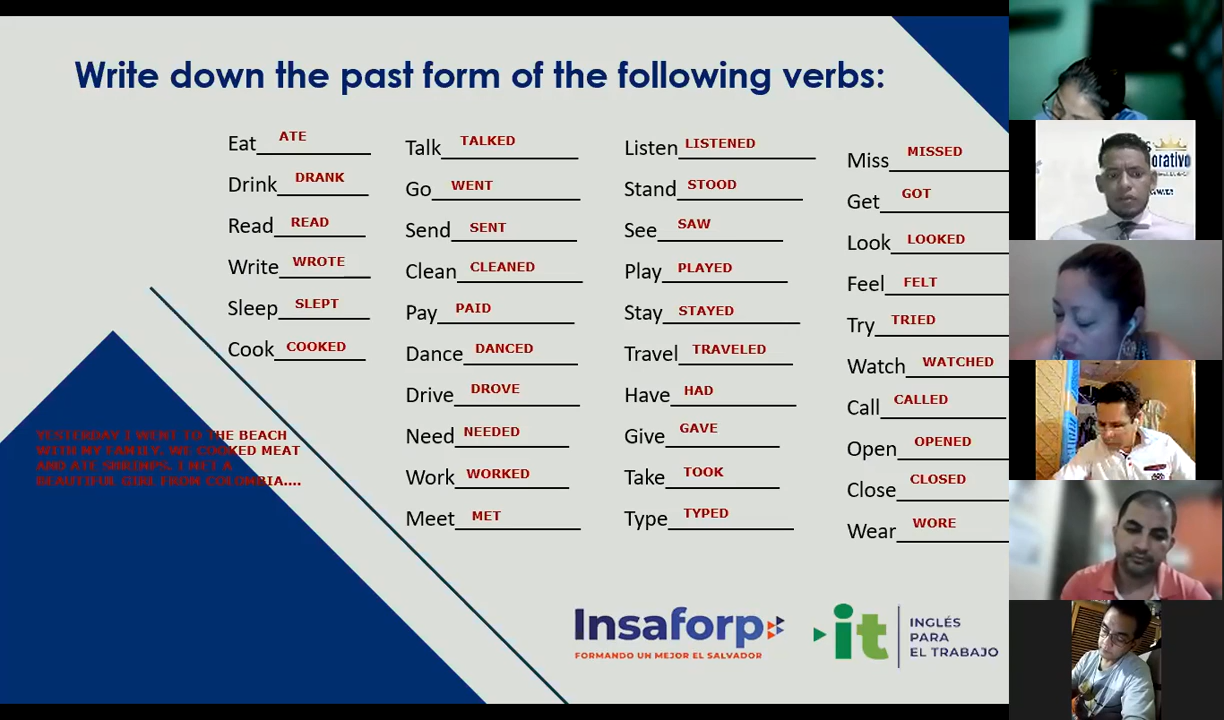 Write down the past form of the following verbs:
Eat ATE
Drink DRANK
Read READ
Write WROTE
Sleep SLEPT
Cook COOKED
Talk TALKED
Go WENT
Send SENT
Clean CLEANED
Pay PAID
Dance DANCED
Drive DROVE
Need NEEDED
Work WORKED
Meet MET
Listen LISTENED
Stand STOOD
See SAW
Play PLAYED
Stay STAYED
Travel TRAVELED
Have HAD
Give GAVE
Take TOOK
Type TYPED
Miss MISSED
Get GOT
Look LOOKED
Feel FELT
Try TRIED
Watch WATCHED
Call CALLED
Open OPENED
Close CLOSED
Wear WORE
YESTERDAY I WENT TO THE BEACH
WITH MY FAMILY. WE COOKED MEAT
AND ATE SHRIMPS. I MET A
BEAUTIFUL GIRL FROM COLOMBIA....
Insaforp
FORMANDO UN MEJOR EL SALVADOR
it
INGLÉS
PARA
EL TRABAJO